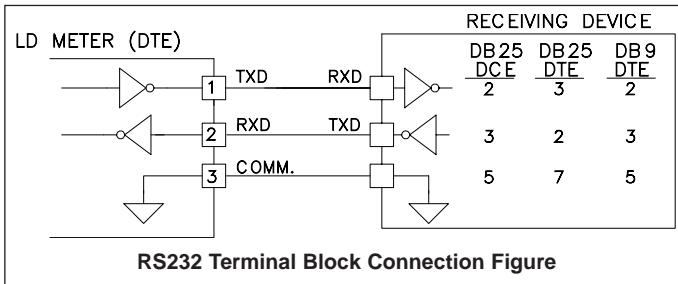 RECEIVING DEVICE
LD METER (DTE)
DB25 DB25 DB9
DCE DTE DTE
1 TXD RXD 2 3 2
2 RXD TXD 3 2 3
3 COMM. 5 7 5
RS232 Terminal Block Connection Figure